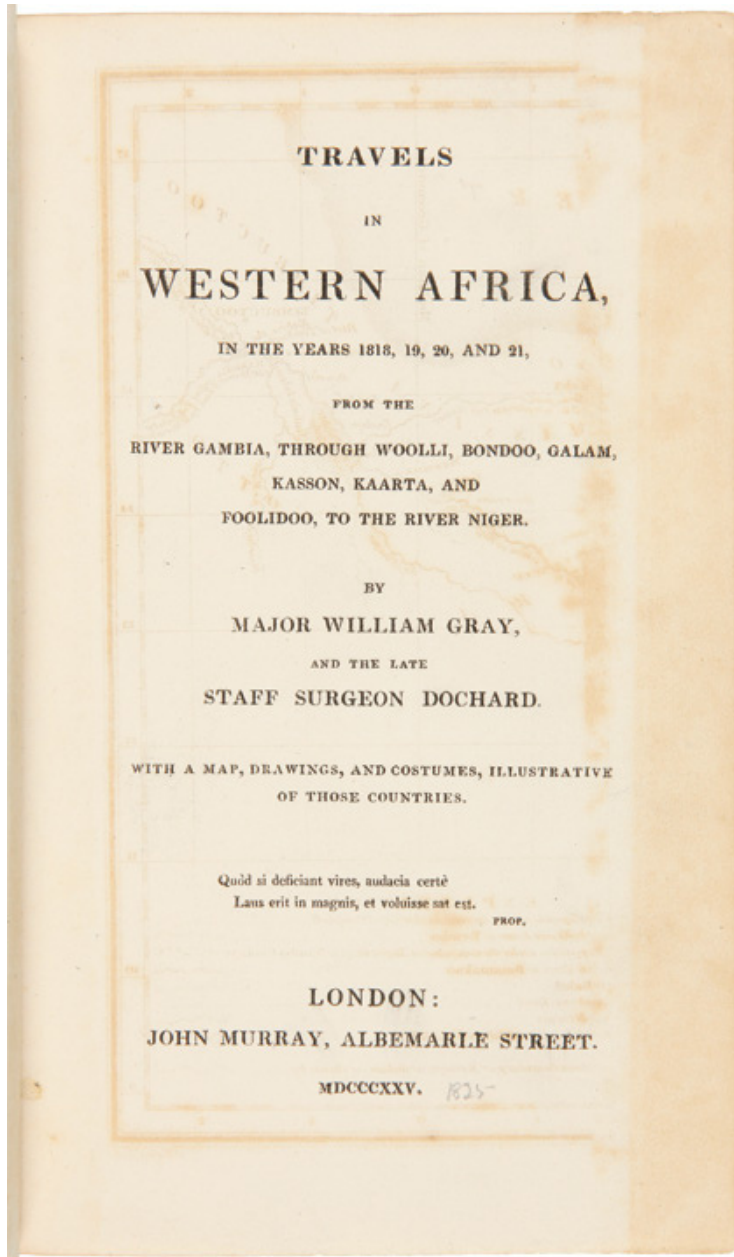 TRAVELS
IN
WESTERN AFRICA,
IN THE YEARS 1818, 19, 20, AND 21,
FROM THE
RIVER GAMBIA, THROUGH WOOLLI, BONDOO, GALAM,
KASSON, KAARTA, AND
FOOLIDOO, TO THE RIVER NIGER.
BY
MAJOR WILLIAM GRAY,
AND THE LATE
STAFF SURGEON DOCHARD.
WITH A MAP, DRAWINGS, AND COSTUMES, ILLUSTRATIVE
OF THOSE COUNTRIES.
Quòd si deficiant vires, audacia certè
Laus erit in magnis, et voluisse sat est.
PROP.
LONDON:
JOHN MURRAY, ALBEMARLE STREET.
MDCCCXXV. 1825